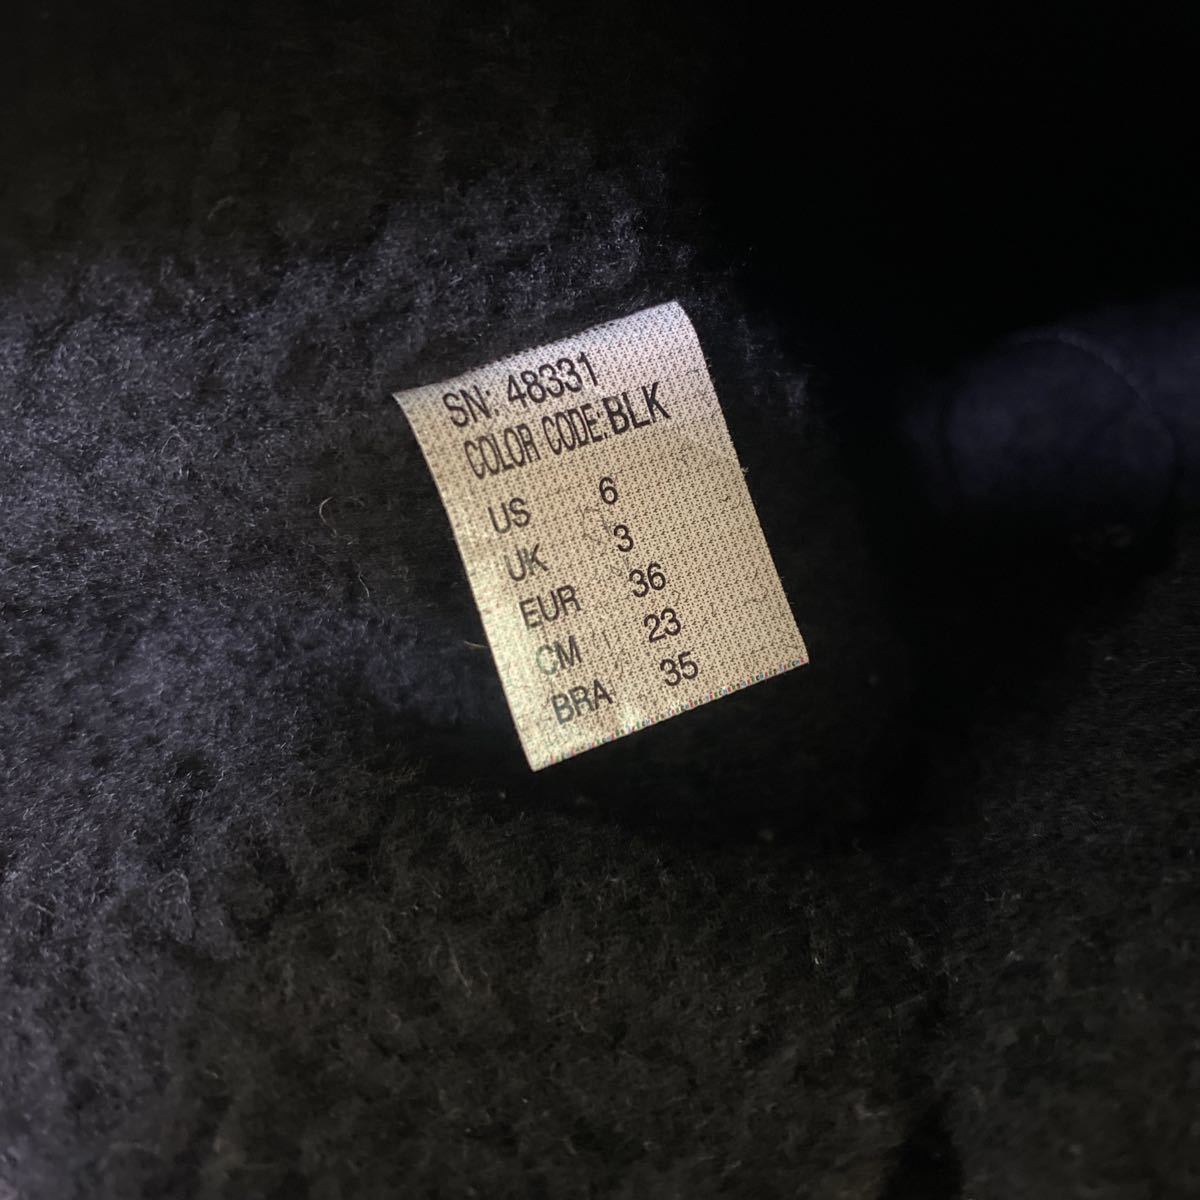 SN: 48331
COLOR CODE: BLK
US 6
UK 3
EUR 36
CM 23
BRA 35